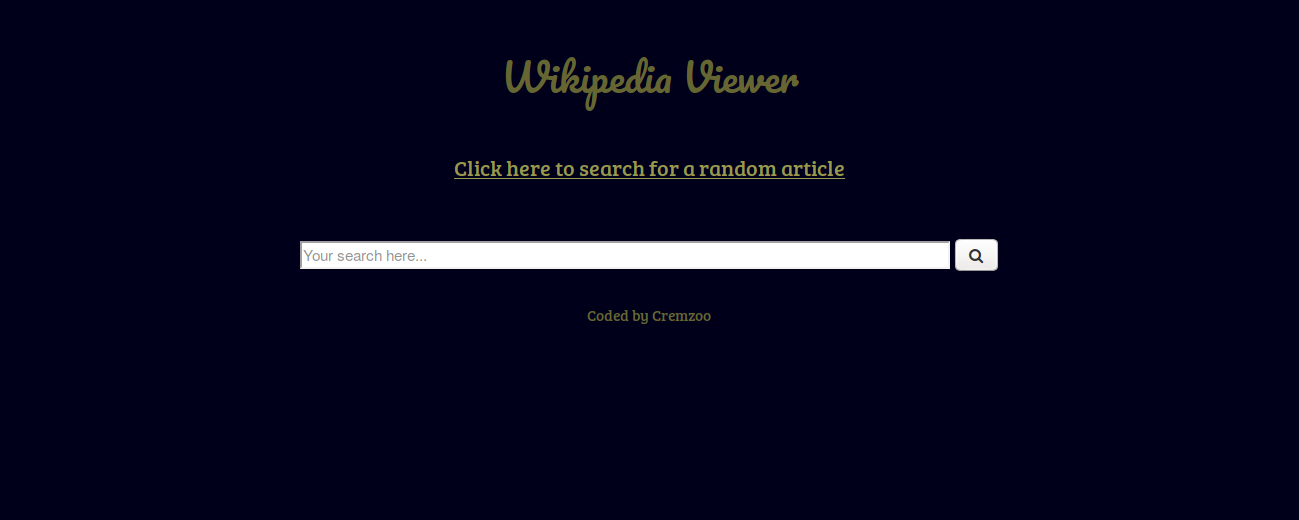 Wikipedia Viewer
Click here to search for a random article
Your search here...
Coded by Cremzoo